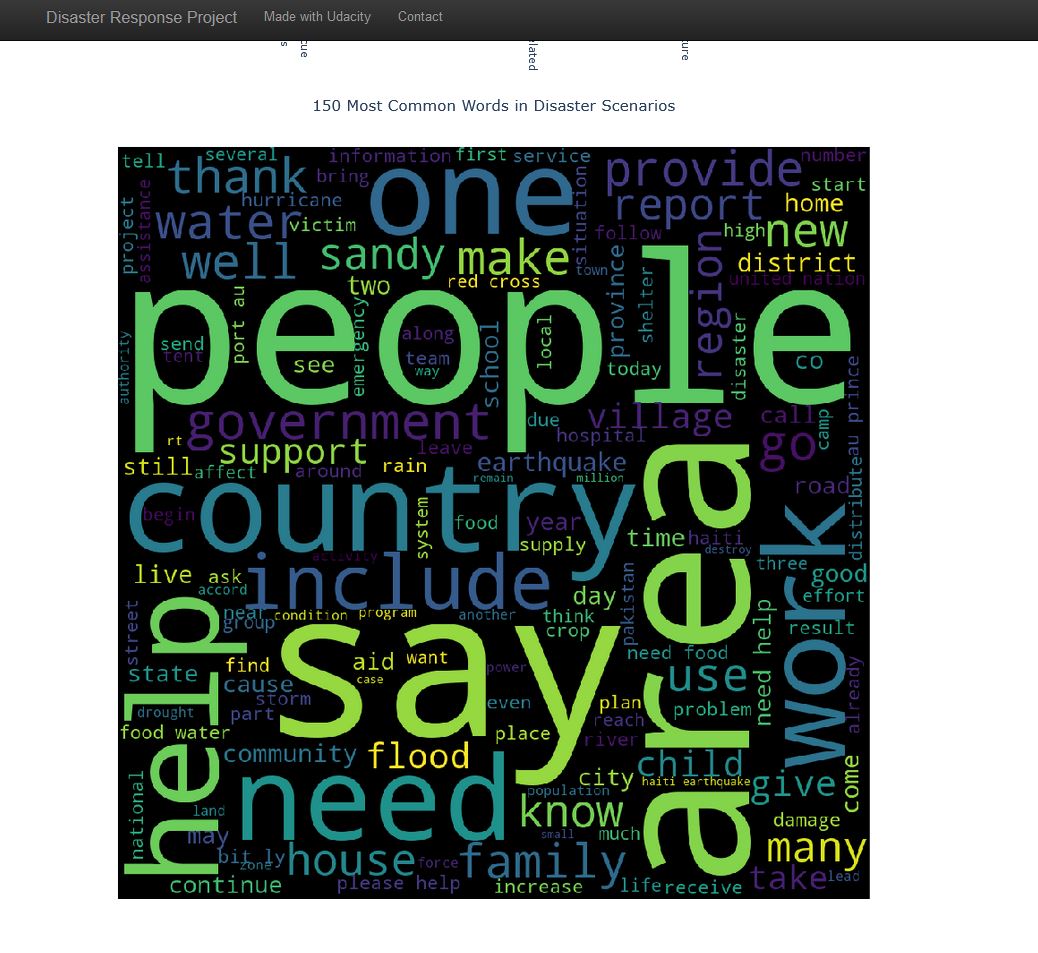 Disaster Response Project Made with Udacity Contact
s
cue
elated
ure
150 Most Common Words in Disaster Scenarios
tell
several
information
first
service
number
thank
bring
one
situation
provide
start
project
assistance
hurricane
report
home
water
victim
follow
high
new
well
sandy
make
town
province
shelter
region
district
two
red cross
united nation
people
port au
emergency
along
school
local
disaster
authority
send
tent
see
team
way
today
co
au prince
government
due
village
call
camp
rt
support
leave
hospital
go
still
affect
around
rain
earthquake
area
country
remain
million
road
distribute
begin
system
food
year
supply
time
haiti
work
activity
destroy
three
live
ask
include
accord
day
pakistan
good
effort
street
help
near
group
condition
program
another
think
crop
need help
result
say
find
aid
want
case
power
need food
use
already
state
cause
storm
part
drought
even
plan
reach
problem
food water
place
river
community
flood
child
city
haiti earthquake
give
come
national
need
population
know
land
small
much
damage
may
bit ly
zone
house
force
family
many
continue
please help
increase
life
receive
take
lead